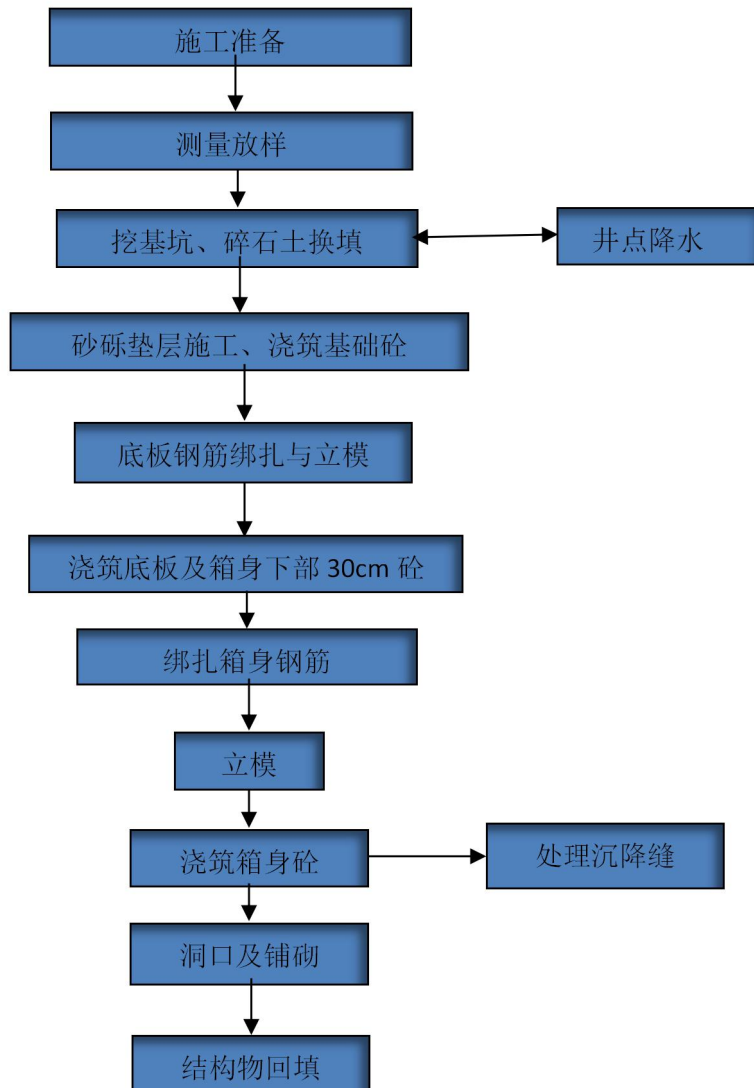 施工准备
测量放样
挖基坑、碎石土换填
井点降水
砂砾垫层施工、浇筑基础砼
底板钢筋绑扎与立模
浇筑底板及箱身下部 30cm 砼
绑扎箱身钢筋
立模
浇筑箱身砼
处理沉降缝
洞口及铺砌
结构物回填